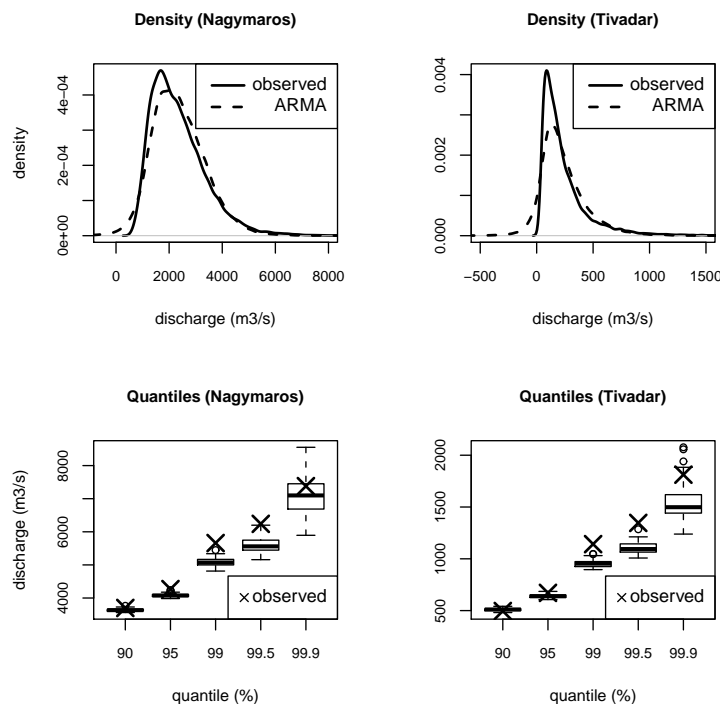 Density (Nagymaros)
density
0e+00
2e-04
4e-04
observed
ARMA
0
2000
4000
6000
8000
discharge (m3/s)
Density (Tivadar)
0.000
0.002
0.004
observed
ARMA
−500
0
500
1000
1500
discharge (m3/s)
Quantiles (Nagymaros)
discharge (m3/s)
4000
6000
8000
× observed
90
95
99
99.5
99.9
quantile (%)
Quantiles (Tivadar)
500
1000
1500
2000
× observed
90
95
99
99.5
99.9
quantile (%)